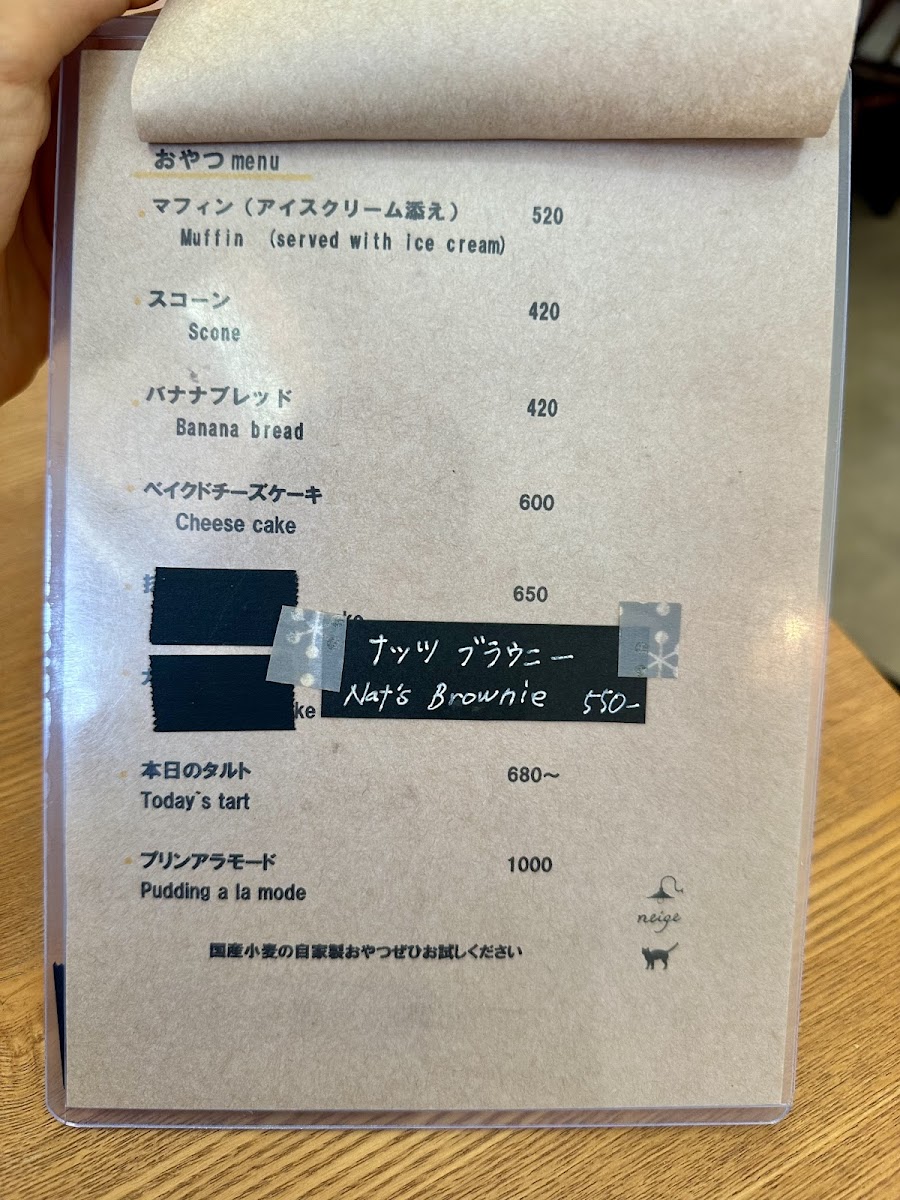 おやつmenu
マフィン（アイスクリーム添え） 520
Muffin (served with ice cream)
スコーン 420
Scone
バナナブレッド 420
Banana bread
ベイクドチーズケーキ 600
Cheese cake
650
ナッツ ブラウニー
Nat's Brownie 550-
本日のタルト 680～
Today~s tart
プリンアラモード 1000
Pudding a la mode
neige
国産小麦の自家製おやつぜひお試しください